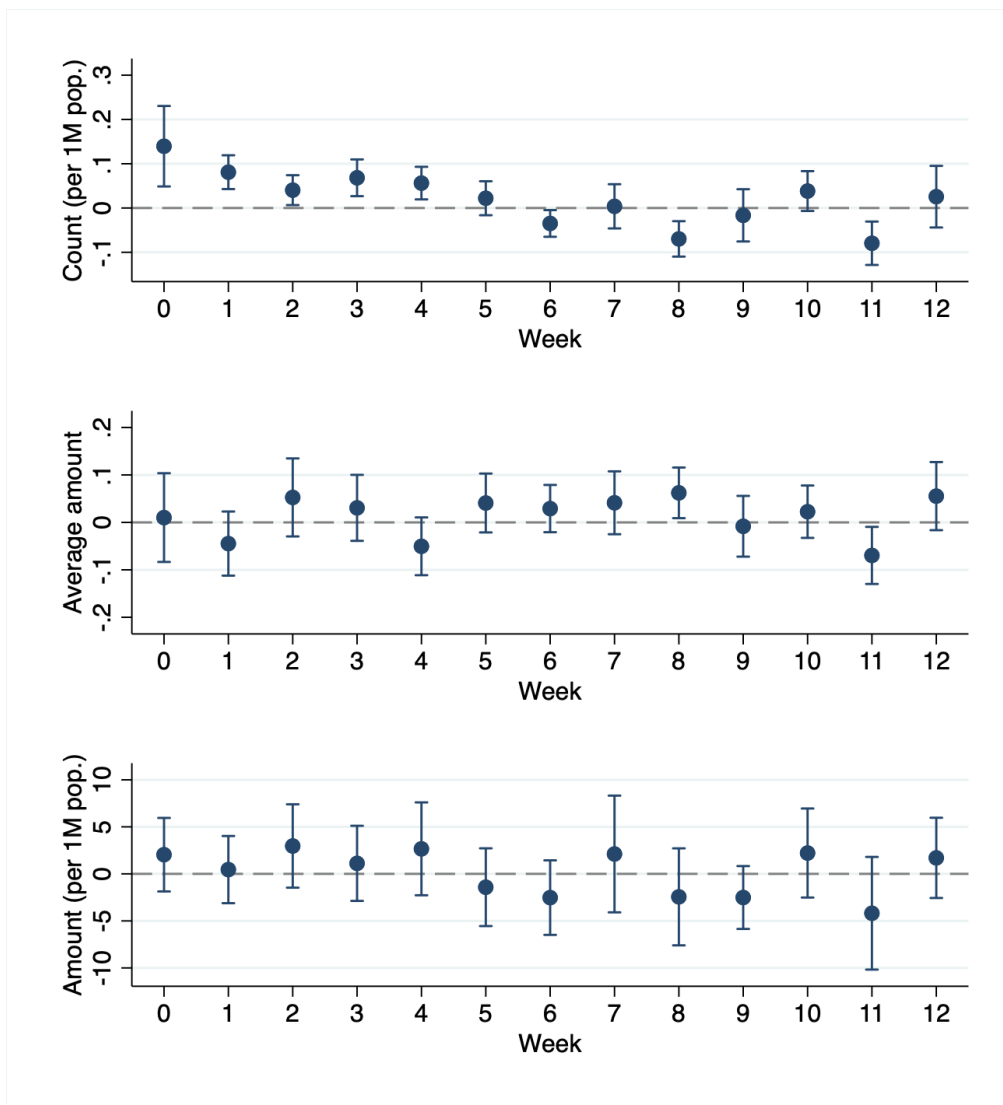 Count (per 1M pop.)
.3
.2
.1
0
-.1
0 1 2 3 4 5 6 7 8 9 10 11 12
Week
Average amount
.2
.1
0
-.1
-.2
0 1 2 3 4 5 6 7 8 9 10 11 12
Week
Amount (per 1M pop.)
10
5
0
-5
-10
0 1 2 3 4 5 6 7 8 9 10 11 12
Week